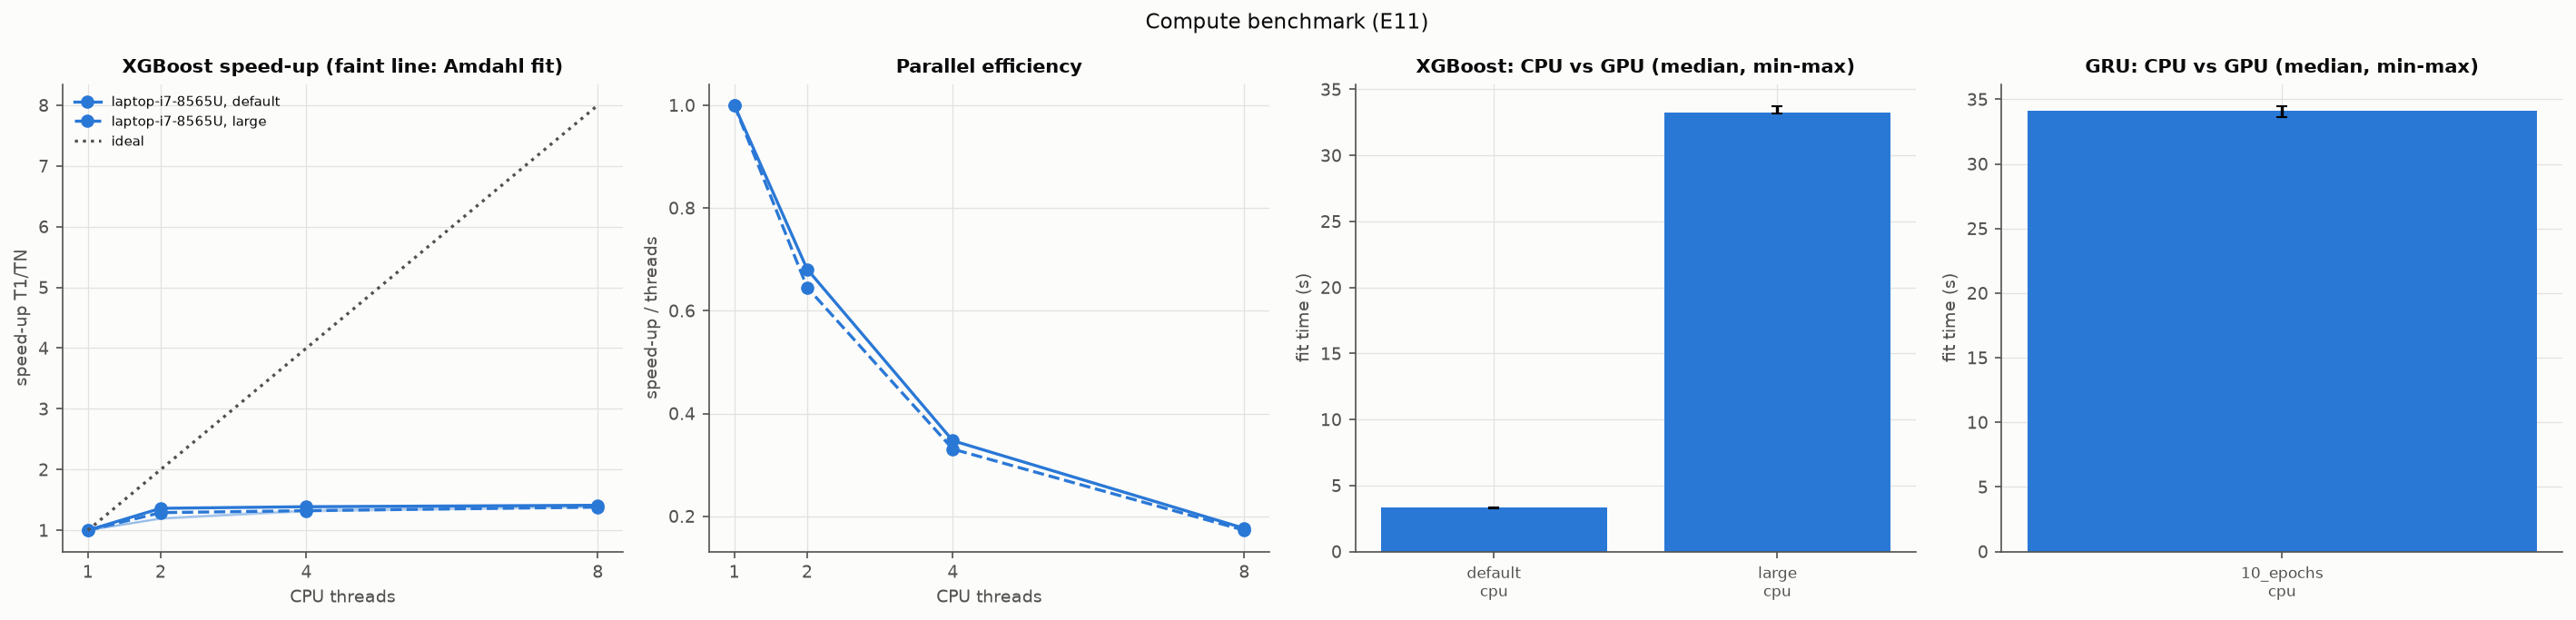 Compute benchmark (E11)
XGBoost speed-up (faint line: Amdahl fit)
speed-up T1/TN
8
7
6
5
4
3
2
1
laptop-i7-8565U, default
laptop-i7-8565U, large
ideal
1 2 4 8
CPU threads
Parallel efficiency
speed-up / threads
1.0
0.8
0.6
0.4
0.2
1 2 4 8
CPU threads
XGBoost: CPU vs GPU (median, min-max)
fit time (s)
35
30
25
20
15
10
5
0
default
cpu
large
cpu
GRU: CPU vs GPU (median, min-max)
fit time (s)
35
30
25
20
15
10
5
0
10_epochs
cpu